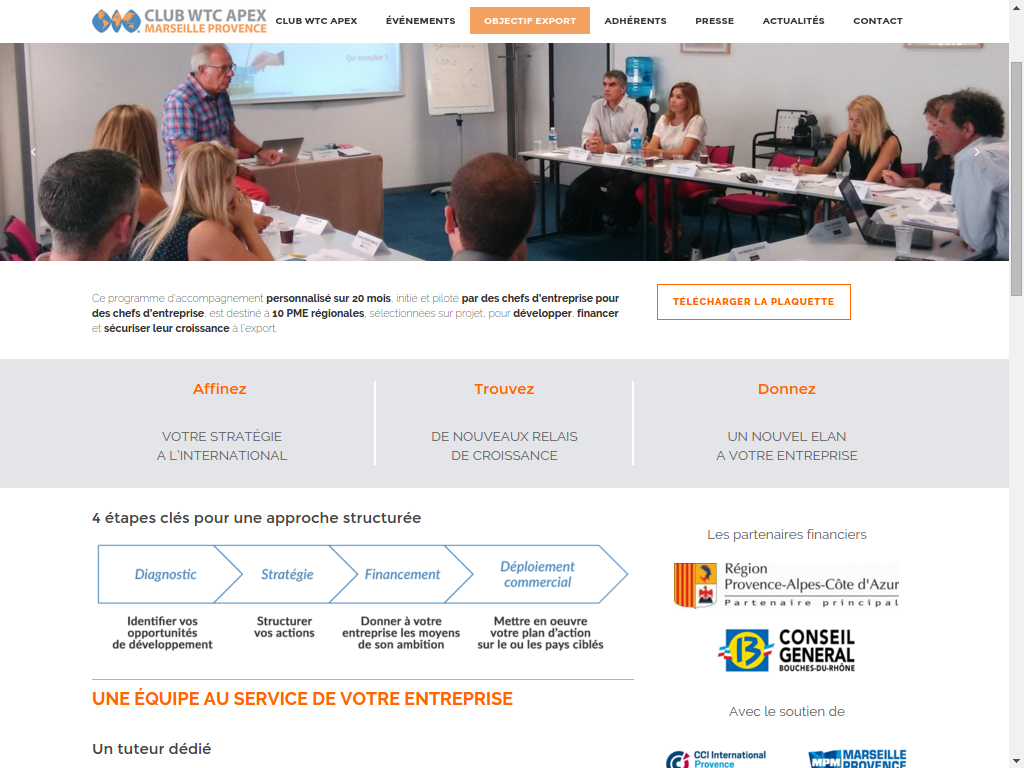 CLUB WTC APEX
MARSEILLE PROVENCE
CLUB WTC APEX
ÉVÉNEMENTS
OBJECTIF EXPORT
ADHÉRENTS
PRESSE
ACTUALITÉS
CONTACT
Qui consulter ?
Ce programme d'accompagnement personnalisé sur 20 mois, initié et piloté par des chefs d'entreprise pour
des chefs d'entreprise, est destiné à 10 PME régionales, sélectionnées sur projet, pour développer, financer
et sécuriser leur croissance à l'export.
TÉLÉCHARGER LA PLAQUETTE
Affinez
VOTRE STRATÉGIE
A L'INTERNATIONAL
Trouvez
DE NOUVEAUX RELAIS
DE CROISSANCE
Donnez
UN NOUVEL ELAN
A VOTRE ENTREPRISE
4 étapes clés pour une approche structurée
Diagnostic
Stratégie
Financement
Déploiement
commercial
Identifier vos
opportunités
de développement
Structurer
vos actions
Donner à votre
entreprise les moyens
de son ambition
Mettre en oeuvre
votre plan d'action
sur le ou les pays ciblés
UNE ÉQUIPE AU SERVICE DE VOTRE ENTREPRISE
Un tuteur dédié
Les partenaires financiers
Région
Provence-Alpes-Côte d'Azur
Partenaire principal
13
CONSEIL
GENERAL
BOUCHES-DU-RHÔNE
Avec le soutien de
CCI International
Provence
MPM
MARSEILLE
PROVENCE